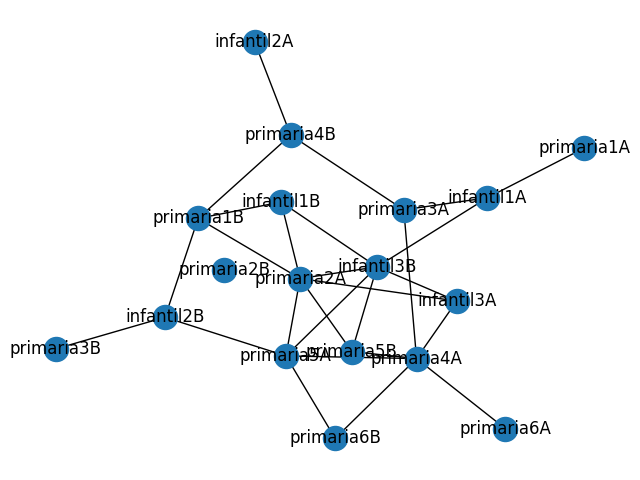 infantil2A
primaria4B
primaria1A
infantil1A
infantil1B
primaria3A
primaria1B
infantil3B
primaria2B
primaria2A
infantil3A
infantil2B
primaria3B
primaria5A
primaria5B
primaria4A
primaria6A
primaria6B